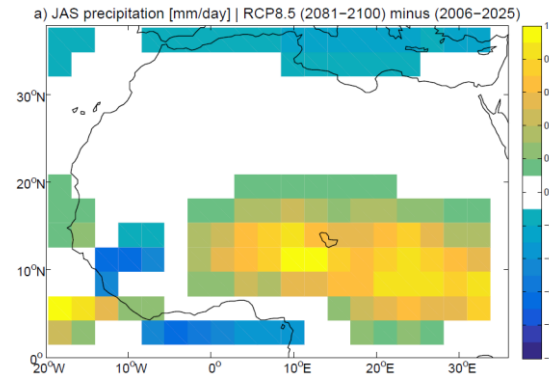 a) JAS precipitation [mm/day] | RCP8.5 (2081−2100) minus (2006−2025)
30°N
20°N
10°N
0°
20°W 10°W 0° 10°E 20°E 30°E